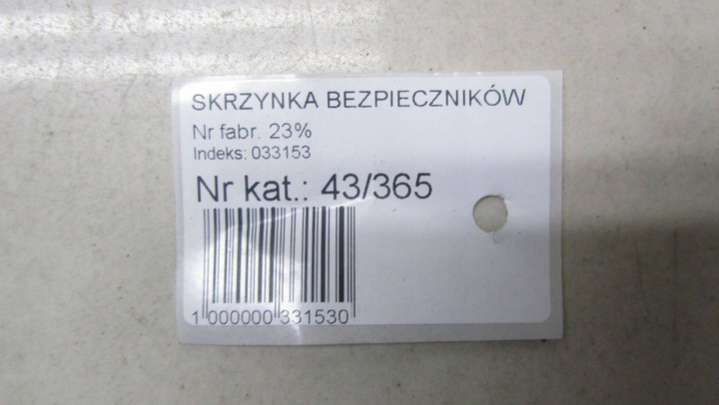 SKRZYNKA BEZPIECZNIKÓW
Nr fabr. 23%
Indeks: 033153
Nr kat.: 43/365
1 000000 331530